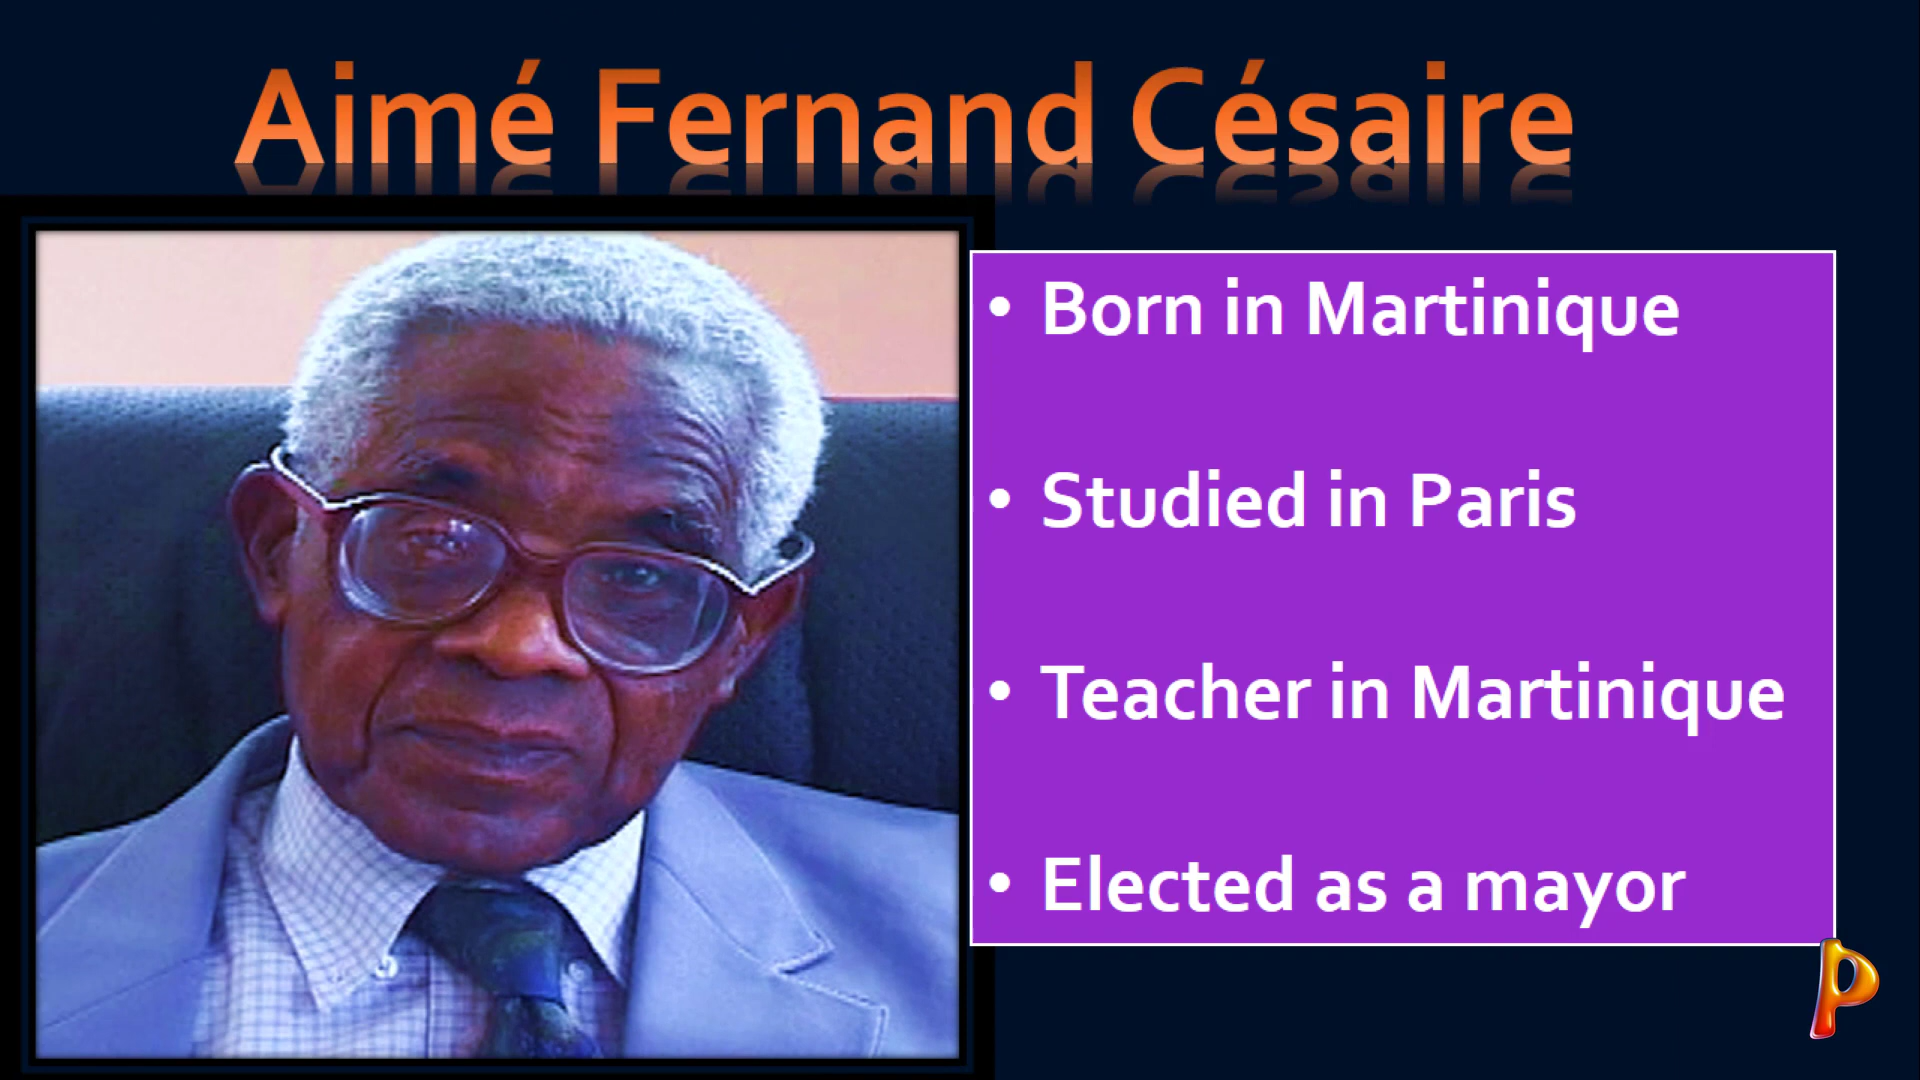 Aimé Fernand Césaire
• Born in Martinique
• Studied in Paris
• Teacher in Martinique
• Elected as a mayor
P